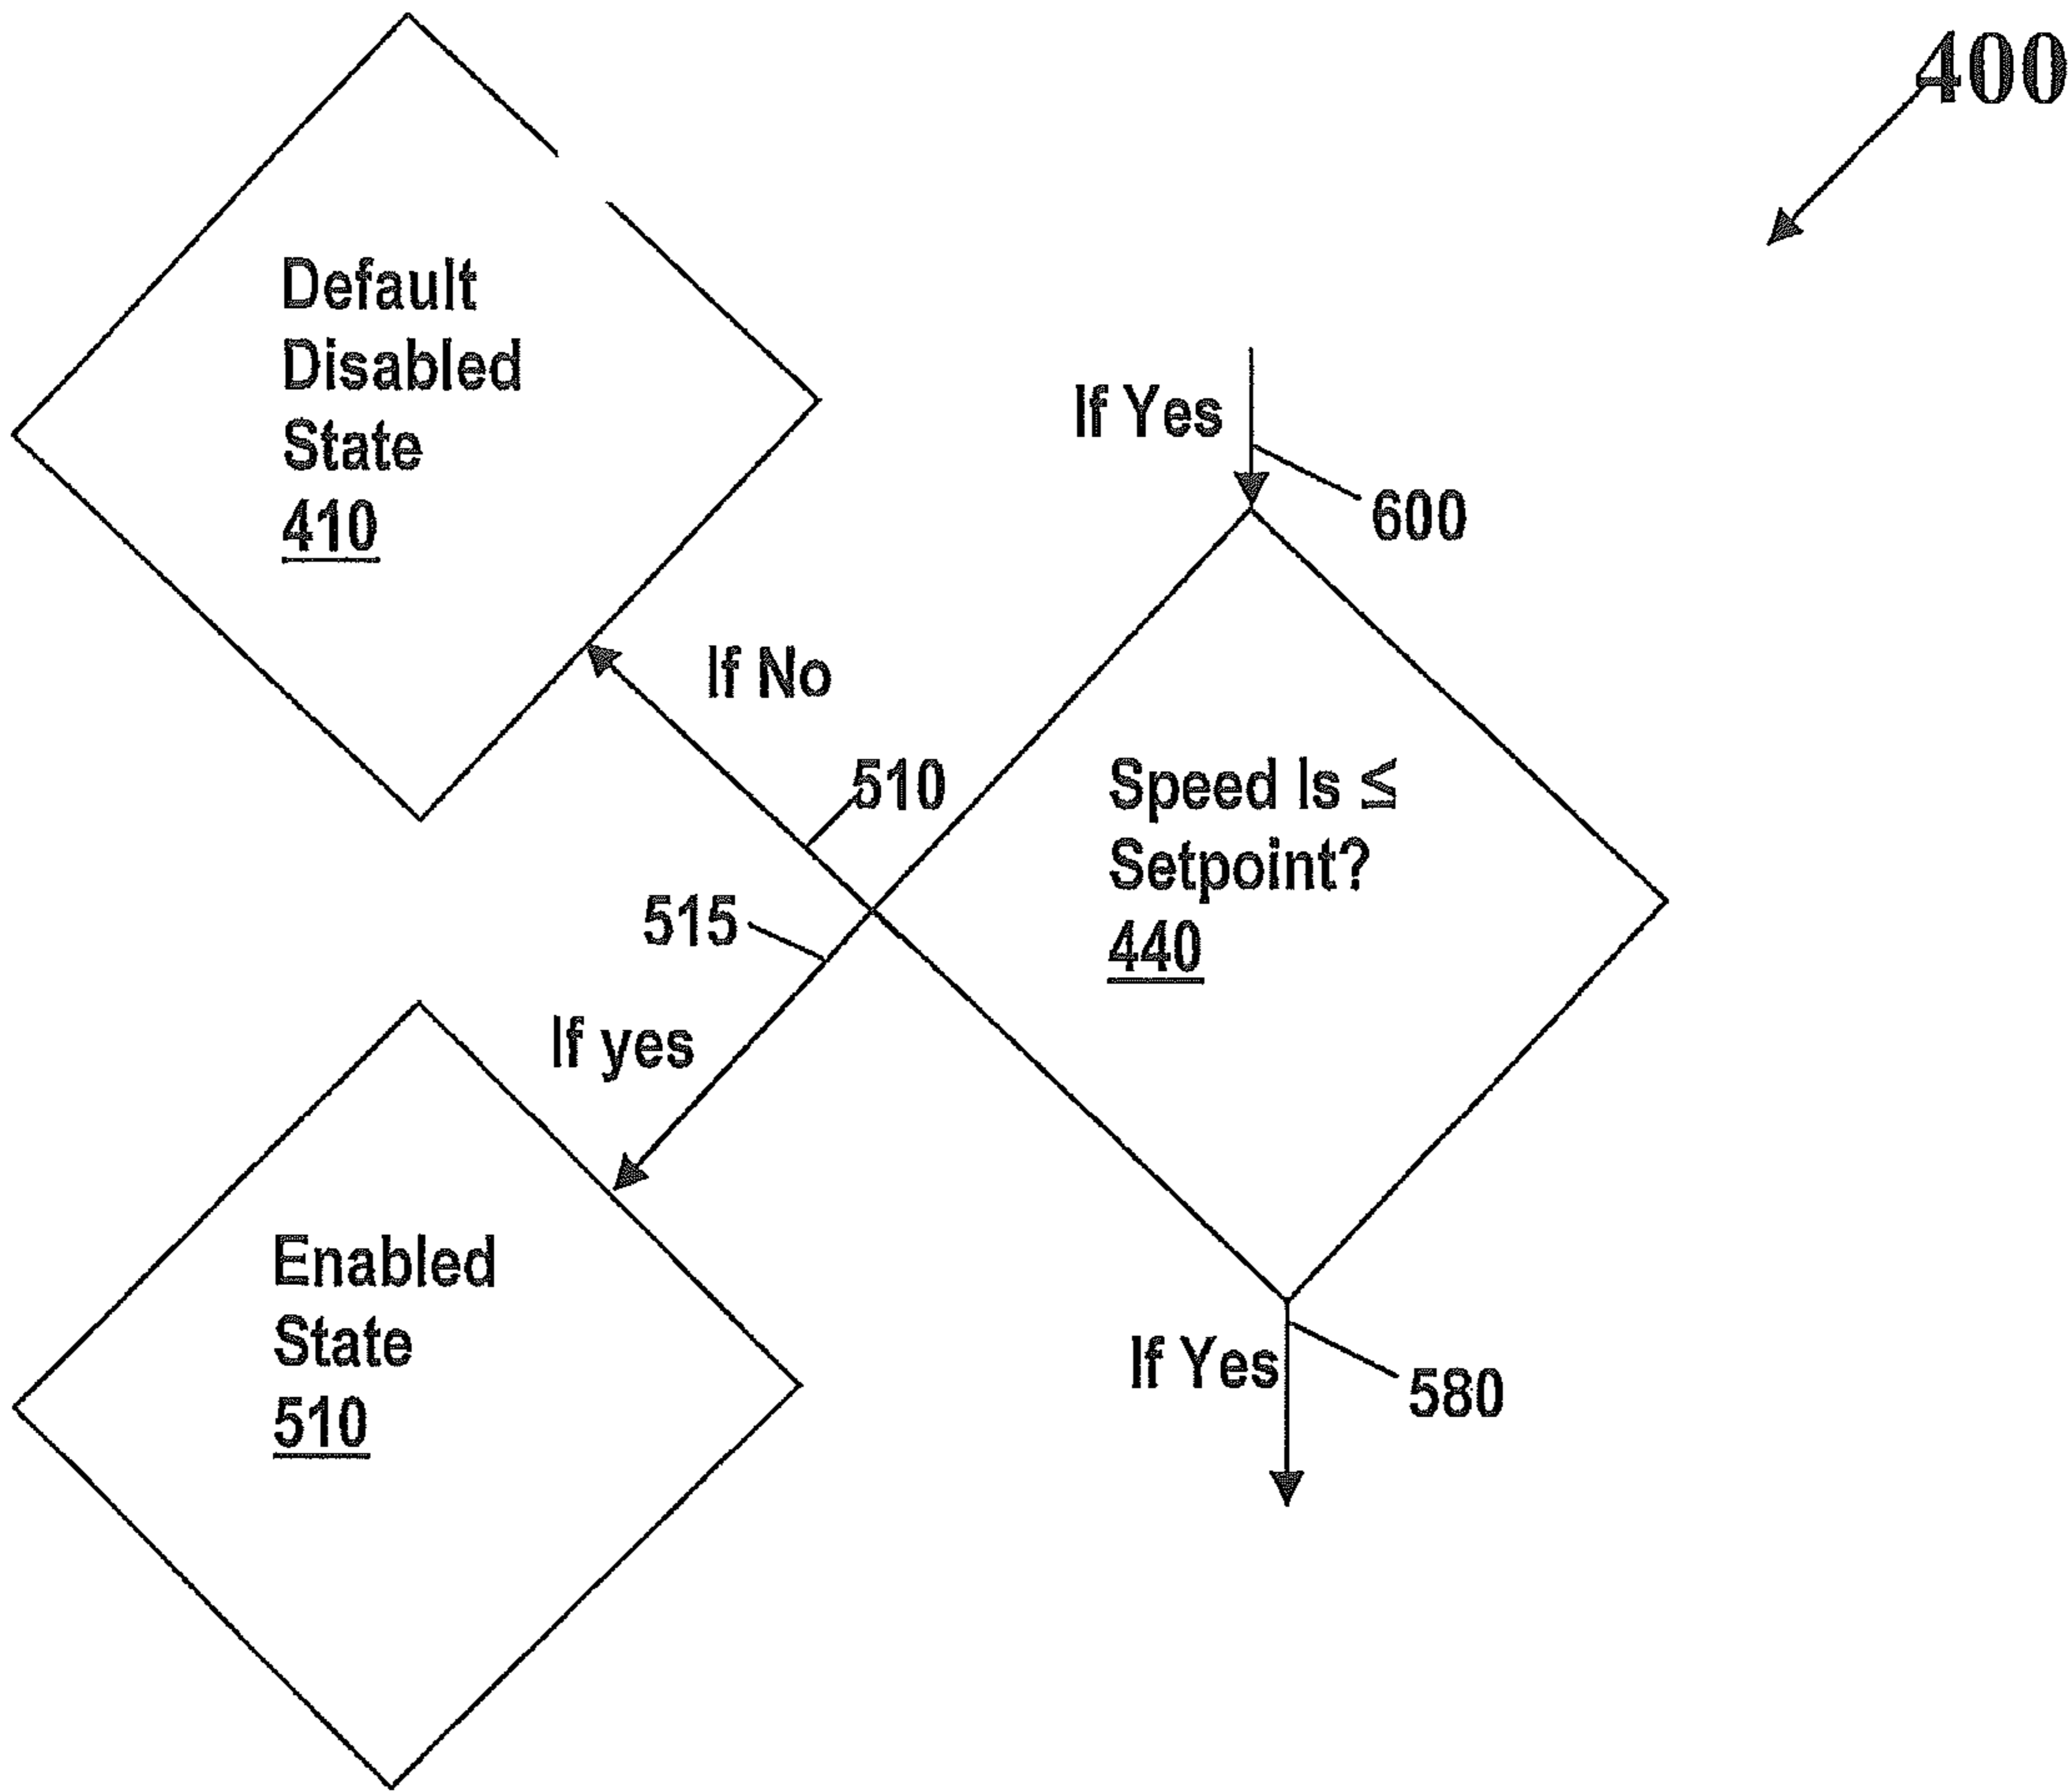 400
Default
Disabled
State
410
If Yes
600
If No
510
Speed Is ≤
Setpoint?
440
515
If yes
Enabled
State
510
If Yes
580